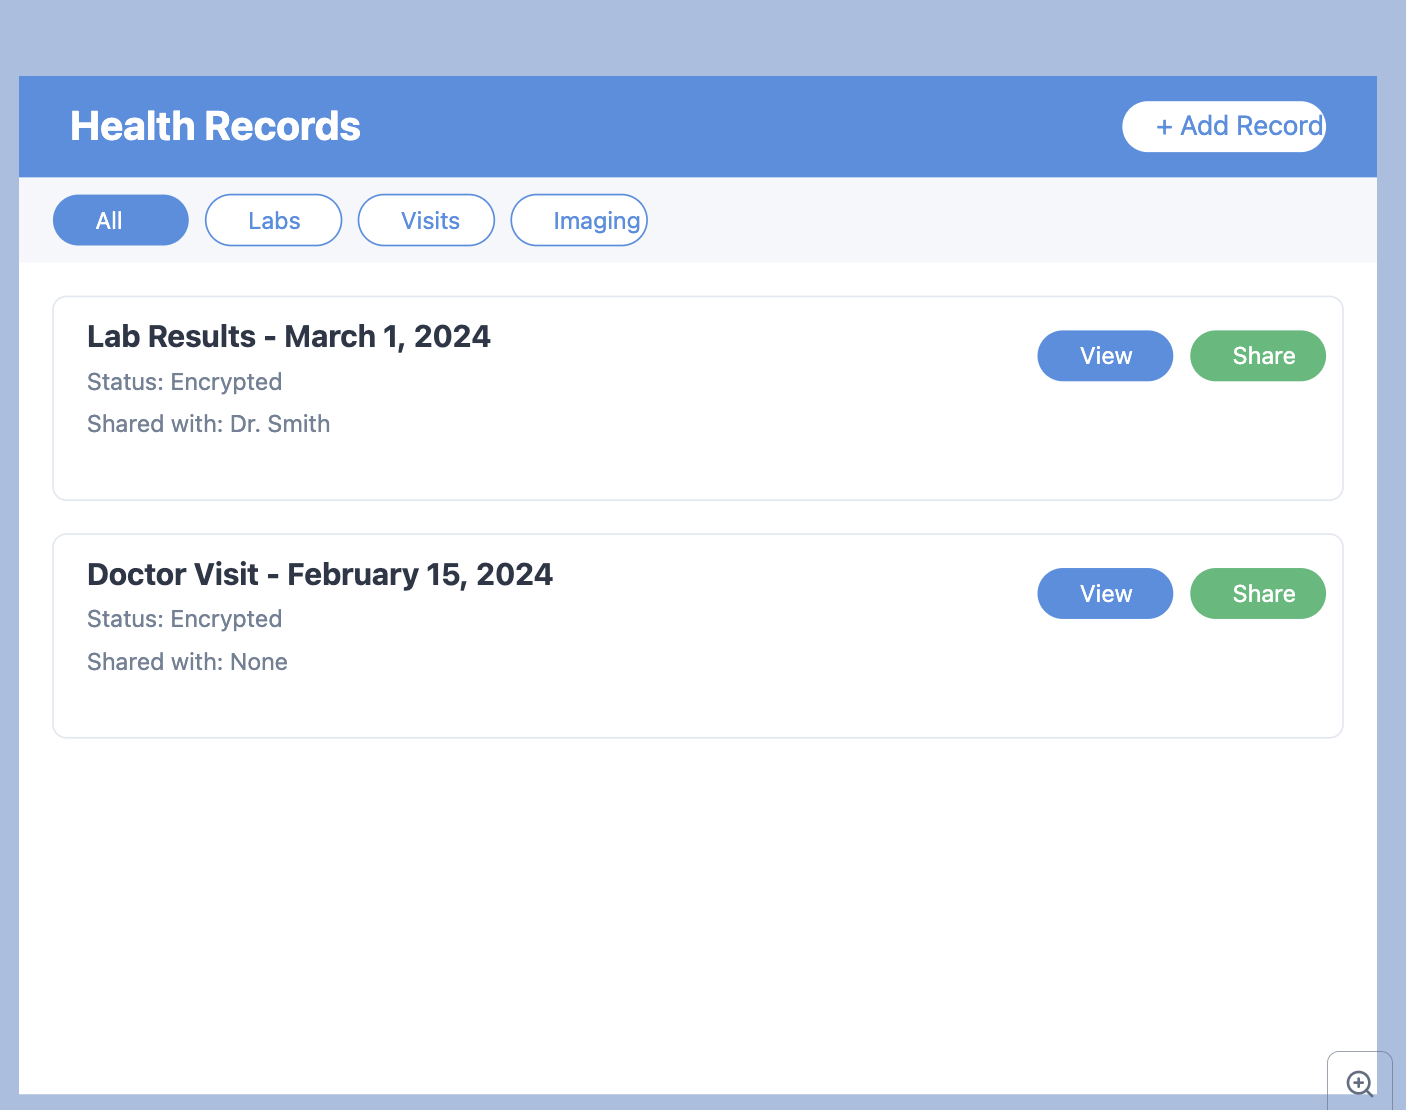 Health Records
+ Add Record
All
Labs
Visits
Imaging
Lab Results - March 1, 2024
View
Share
Status: Encrypted
Shared with: Dr. Smith
Doctor Visit - February 15, 2024
View
Share
Status: Encrypted
Shared with: None